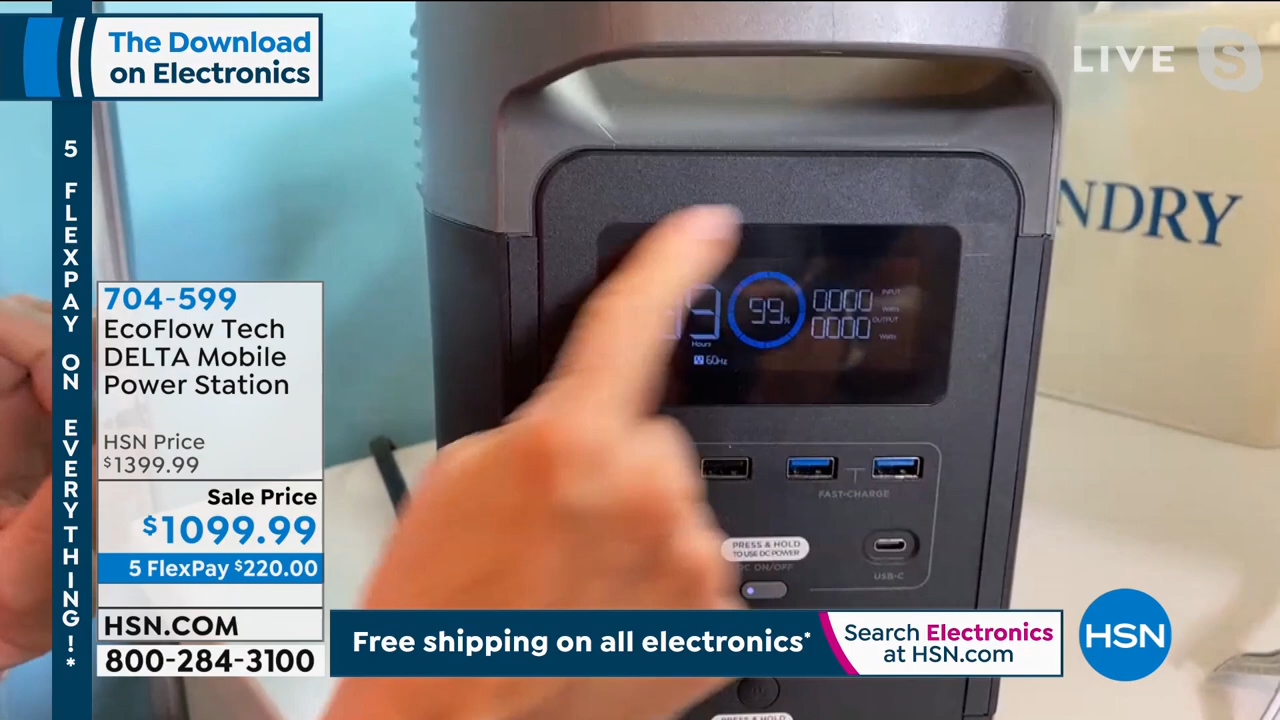 The Download
on Electronics
LIVE S
5 FLEXPAY ON EVERYTHING!*
704-599
EcoFlow Tech
DELTA Mobile
Power Station
HSN Price
$1399.99
Sale Price
$1099.99
5 FlexPay $220.00
HSN.COM
800-284-3100
NDRY
99%
0000 INPUT
Watts
0000 OUTPUT
Watts
Hours
60Hz
FAST-CHARGE
PRESS & HOLD
TO USE DC POWER
DC ON/OFF
USB-C
Free shipping on all electronics*
Search Electronics
at HSN.com
HSN
PRESS & HOLD